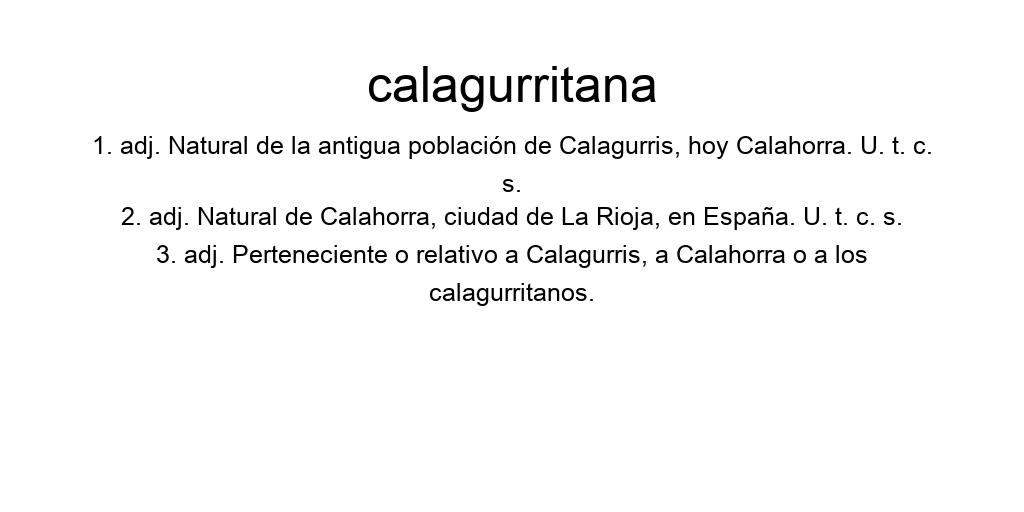 calagurritana
1. adj. Natural de la antigua población de Calagurris, hoy Calahorra. U. t. c.
s.
2. adj. Natural de Calahorra, ciudad de La Rioja, en España. U. t. c. s.
3. adj. Perteneciente o relativo a Calagurris, a Calahorra o a los
calagurritanos.